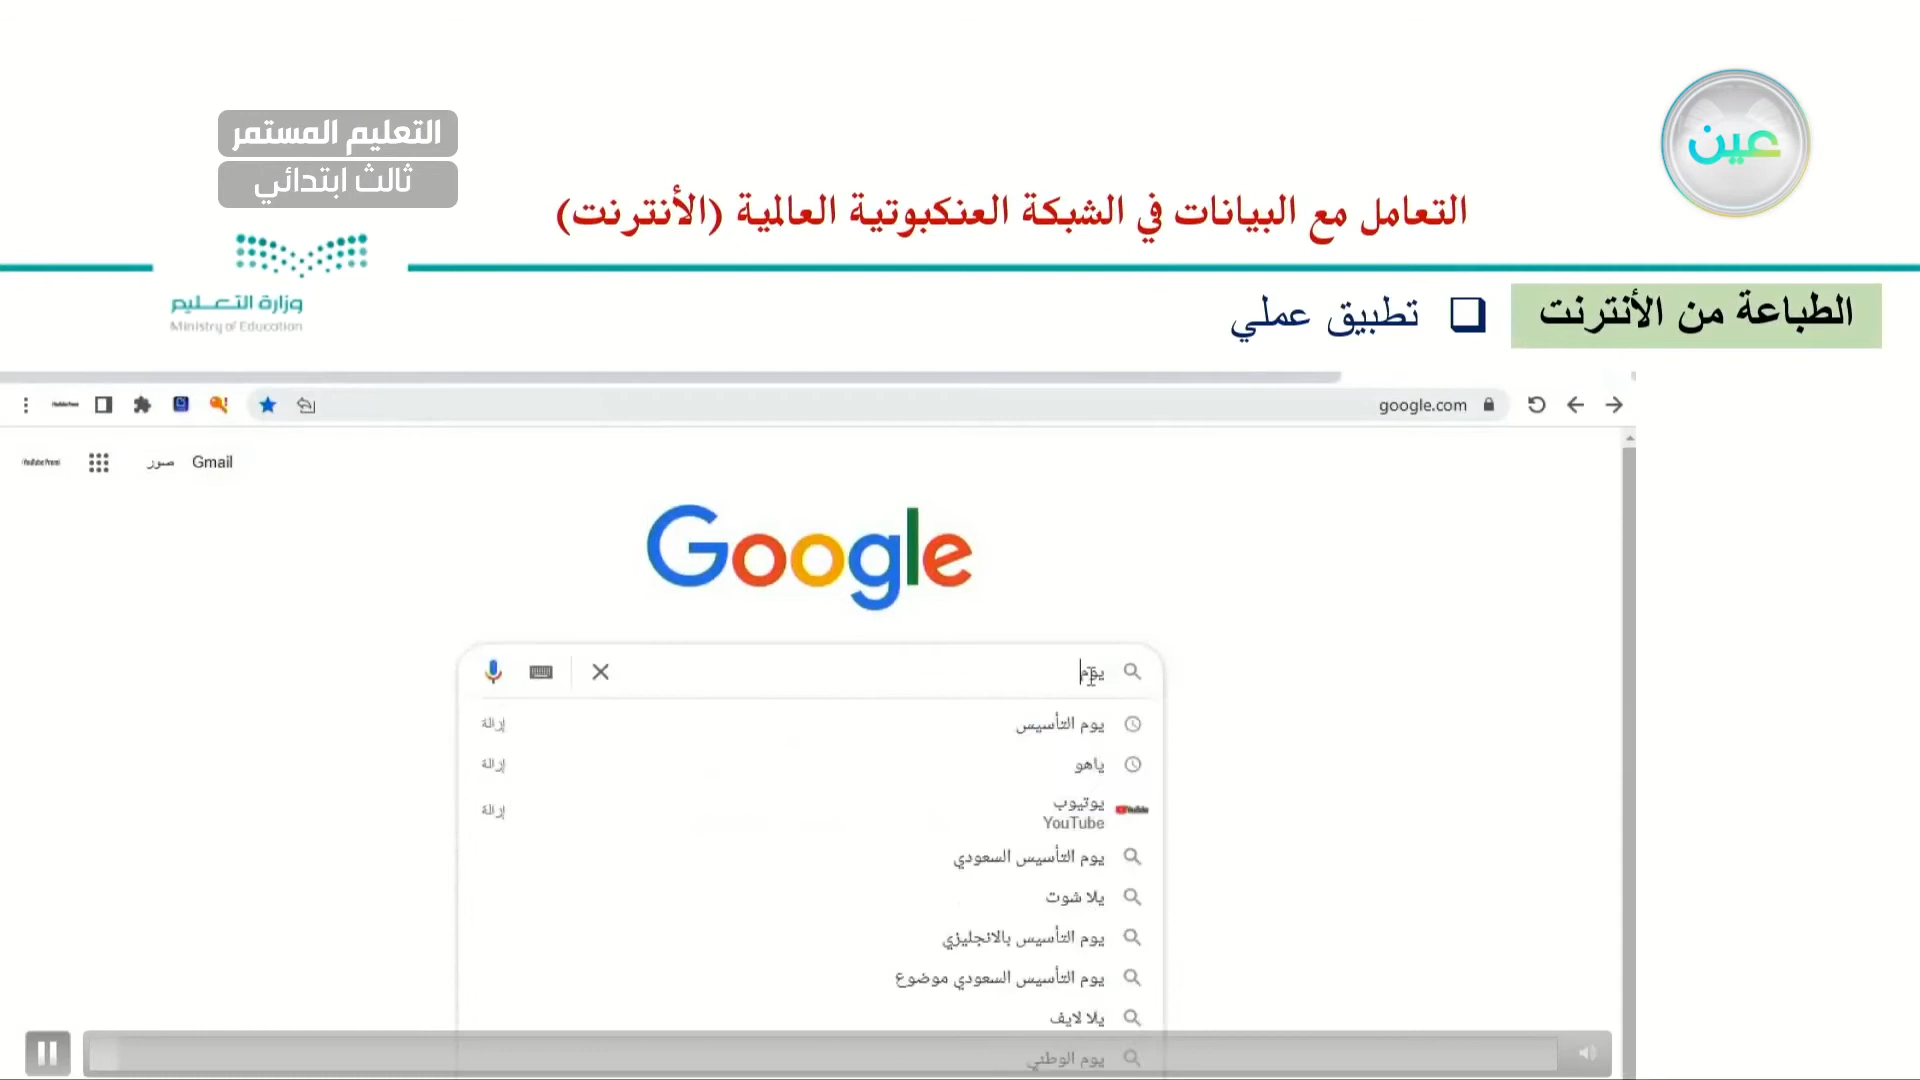 التعليم المستمر
ثالث ابتدائي
عين
التعامل مع البيانات في الشبكة العنكبوتية العالمية (الأنترنت)
وزارة التعليم
Ministry of Education
الطباعة من الأنترنت
تطبيق عملي
google.com
Gmail
صور
Google
يوم
يوم التأسيس
إزالة
ياهو
إزالة
يوتيوب
YouTube
إزالة
يوم التأسيس السعودي
يلا شوت
يوم التأسيس بالانجليزي
يوم التأسيس السعودي موضوع
يلا لايف
يوم الوطني